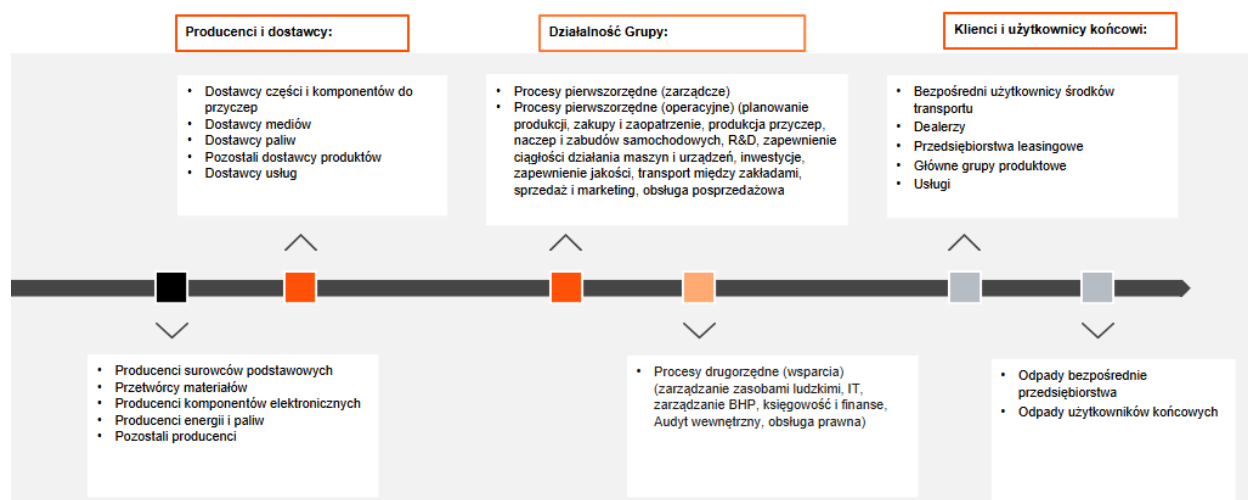 Producenci i dostawcy:
Działalność Grupy:
Klienci i użytkownicy końcowi:
• Dostawcy części i komponentów do
przyczep
• Dostawcy mediów
• Dostawcy paliw
• Pozostali dostawcy produktów
• Dostawcy usług
• Procesy pierwszorzędne (zarządcze)
• Procesy pierwszorzędne (operacyjne) (planowanie
produkcji, zakupy i zaopatrzenie, produkcja przyczep,
naczep i zabudów samochodowych, R&D, zapewnienie
ciągłości działania maszyn i urządzeń, inwestycje,
zapewnienie jakości, transport między zakładami,
sprzedaż i marketing, obsługa posprzedażowa
• Bezpośredni użytkownicy środków
transportu
• Dealerzy
• Przedsiębiorstwa leasingowe
• Główne grupy produktowe
• Usługi
• Producenci surowców podstawowych
• Przetwórcy materiałów
• Producenci komponentów elektronicznych
• Producenci energii i paliw
• Pozostali producenci
• Procesy drugorzędne (wsparcia)
(zarządzanie zasobami ludzkimi, IT,
zarządzanie BHP, księgowość i finanse,
Audyt wewnętrzny, obsługa prawna)
• Odpady bezpośrednie
przedsiębiorstwa
• Odpady użytkowników końcowych